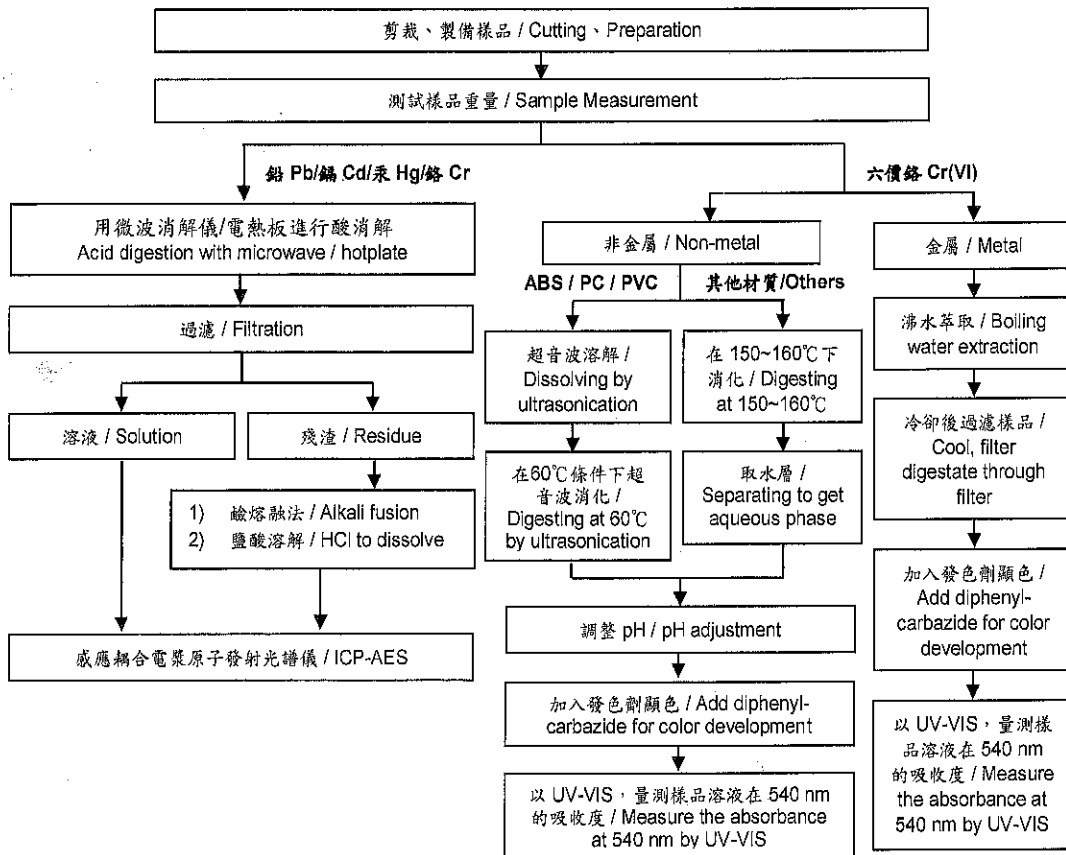 剪裁、製備樣品 / Cutting、Preparation
測試樣品重量 / Sample Measurement
鉛 Pb/鎘 Cd/汞 Hg/鉻 Cr
六價鉻 Cr(VI)
用微波消解儀/電熱板進行酸消解
Acid digestion with microwave / hotplate
過濾 / Filtration
溶液 / Solution
殘渣 / Residue
1) 鹼熔融法 / Alkali fusion
2) 鹽酸溶解 / HCl to dissolve
感應耦合電漿原子發射光譜儀 / ICP-AES
非金屬 / Non-metal
ABS / PC / PVC
其他材質/Others
超音波溶解 /
Dissolving by
ultrasonication
在60℃條件下超
音波消化 /
Digesting at 60℃
by ultrasonication
在 150~160℃下
消化 / Digesting
at 150~160℃
取水層 /
Separating to get
aqueous phase
調整 pH / pH adjustment
加入發色劑顯色 / Add diphenyl-
carbazide for color development
以 UV-VIS，量測樣品溶液在 540 nm
的吸收度 / Measure the absorbance
at 540 nm by UV-VIS
金屬 / Metal
沸水萃取 / Boiling
water extraction
冷卻後過濾樣品 /
Cool, filter
digestate through
filter
加入發色劑顯色 /
Add diphenyl-
carbazide for color
development
以 UV-VIS，量測樣
品溶液在 540 nm
的吸收度 / Measure
the absorbance at
540 nm by UV-VIS